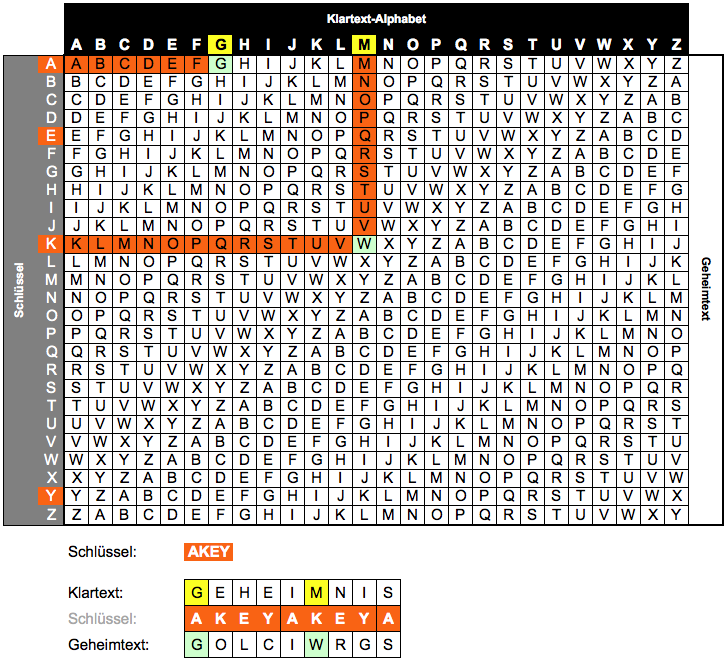 Klartext-Alphabet
A B C D E F G H I J K L M N O P Q R S T U V W X Y Z
A A B C D E F G H I J K L M N O P Q R S T U V W X Y Z
B B C D E F G H I J K L M N O P Q R S T U V W X Y Z A
C C D E F G H I J K L M N O P Q R S T U V W X Y Z A B
D D E F G H I J K L M N O P Q R S T U V W X Y Z A B C
E E F G H I J K L M N O P Q R S T U V W X Y Z A B C D
F F G H I J K L M N O P Q R S T U V W X Y Z A B C D E
G G H I J K L M N O P Q R S T U V W X Y Z A B C D E F
H H I J K L M N O P Q R S T U V W X Y Z A B C D E F G
I I J K L M N O P Q R S T U V W X Y Z A B C D E F G H
J J K L M N O P Q R S T U V W X Y Z A B C D E F G H I
K K L M N O P Q R S T U V W X Y Z A B C D E F G H I J
L L M N O P Q R S T U V W X Y Z A B C D E F G H I J K
M M N O P Q R S T U V W X Y Z A B C D E F G H I J K L
N N O P Q R S T U V W X Y Z A B C D E F G H I J K L M
O O P Q R S T U V W X Y Z A B C D E F G H I J K L M N
P P Q R S T U V W X Y Z A B C D E F G H I J K L M N O
Q Q R S T U V W X Y Z A B C D E F G H I J K L M N O P
R R S T U V W X Y Z A B C D E F G H I J K L M N O P Q
S S T U V W X Y Z A B C D E F G H I J K L M N O P Q R
T T U V W X Y Z A B C D E F G H I J K L M N O P Q R S
U U V W X Y Z A B C D E F G H I J K L M N O P Q R S T
V V W X Y Z A B C D E F G H I J K L M N O P Q R S T U
W W X Y Z A B C D E F G H I J K L M N O P Q R S T U V
X X Y Z A B C D E F G H I J K L M N O P Q R S T U V W
Y Y Z A B C D E F G H I J K L M N O P Q R S T U V W X
Z Z A B C D E F G H I J K L M N O P Q R S T U V W X Y
Schlüssel
Geheimtext
Schlüssel: AKEY
Klartext: G E H E I M N I S
Schlüssel: A K E Y A K E Y A
Geheimtext: G O L C I W R G S